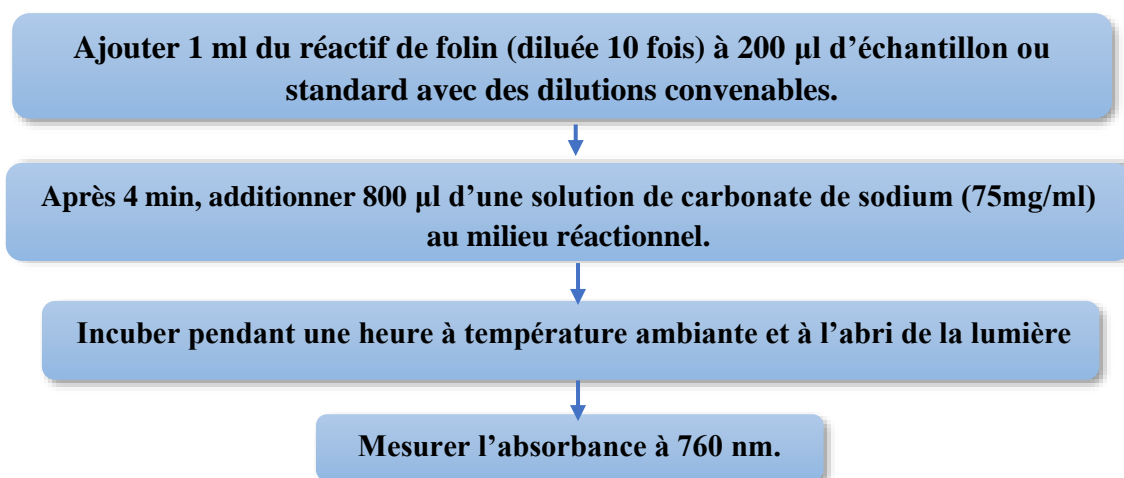 Ajouter 1 ml du réactif de folin (diluée 10 fois) à 200 µl d’échantillon ou
standard avec des dilutions convenables.
Après 4 min, additionner 800 µl d’une solution de carbonate de sodium (75mg/ml)
au milieu réactionnel.
Incuber pendant une heure à température ambiante et à l’abri de la lumière
Mesurer l’absorbance à 760 nm.